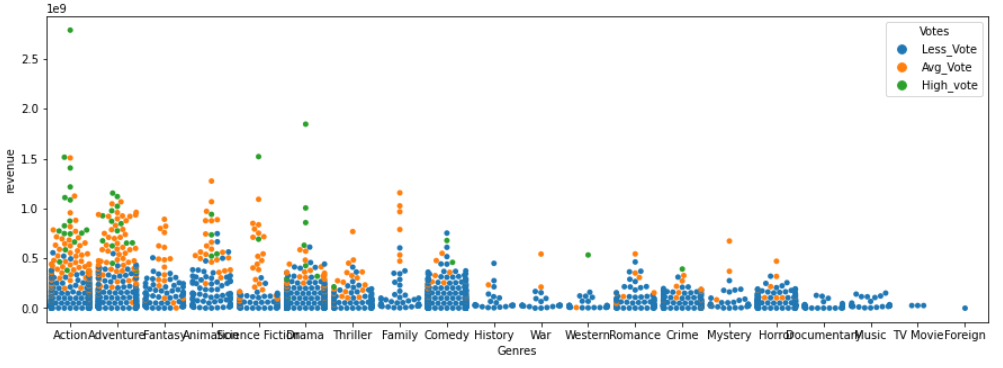 1e9
Votes
Less_Vote
Avg_Vote
High_vote
2.5
2.0
1.5
1.0
0.5
0.0
revenue
Action Adventure Fantasy Animation Science Fiction Drama Thriller Family Comedy History War Western Romance Crime Mystery Horror Documentary Music TV Movie Foreign
Genres